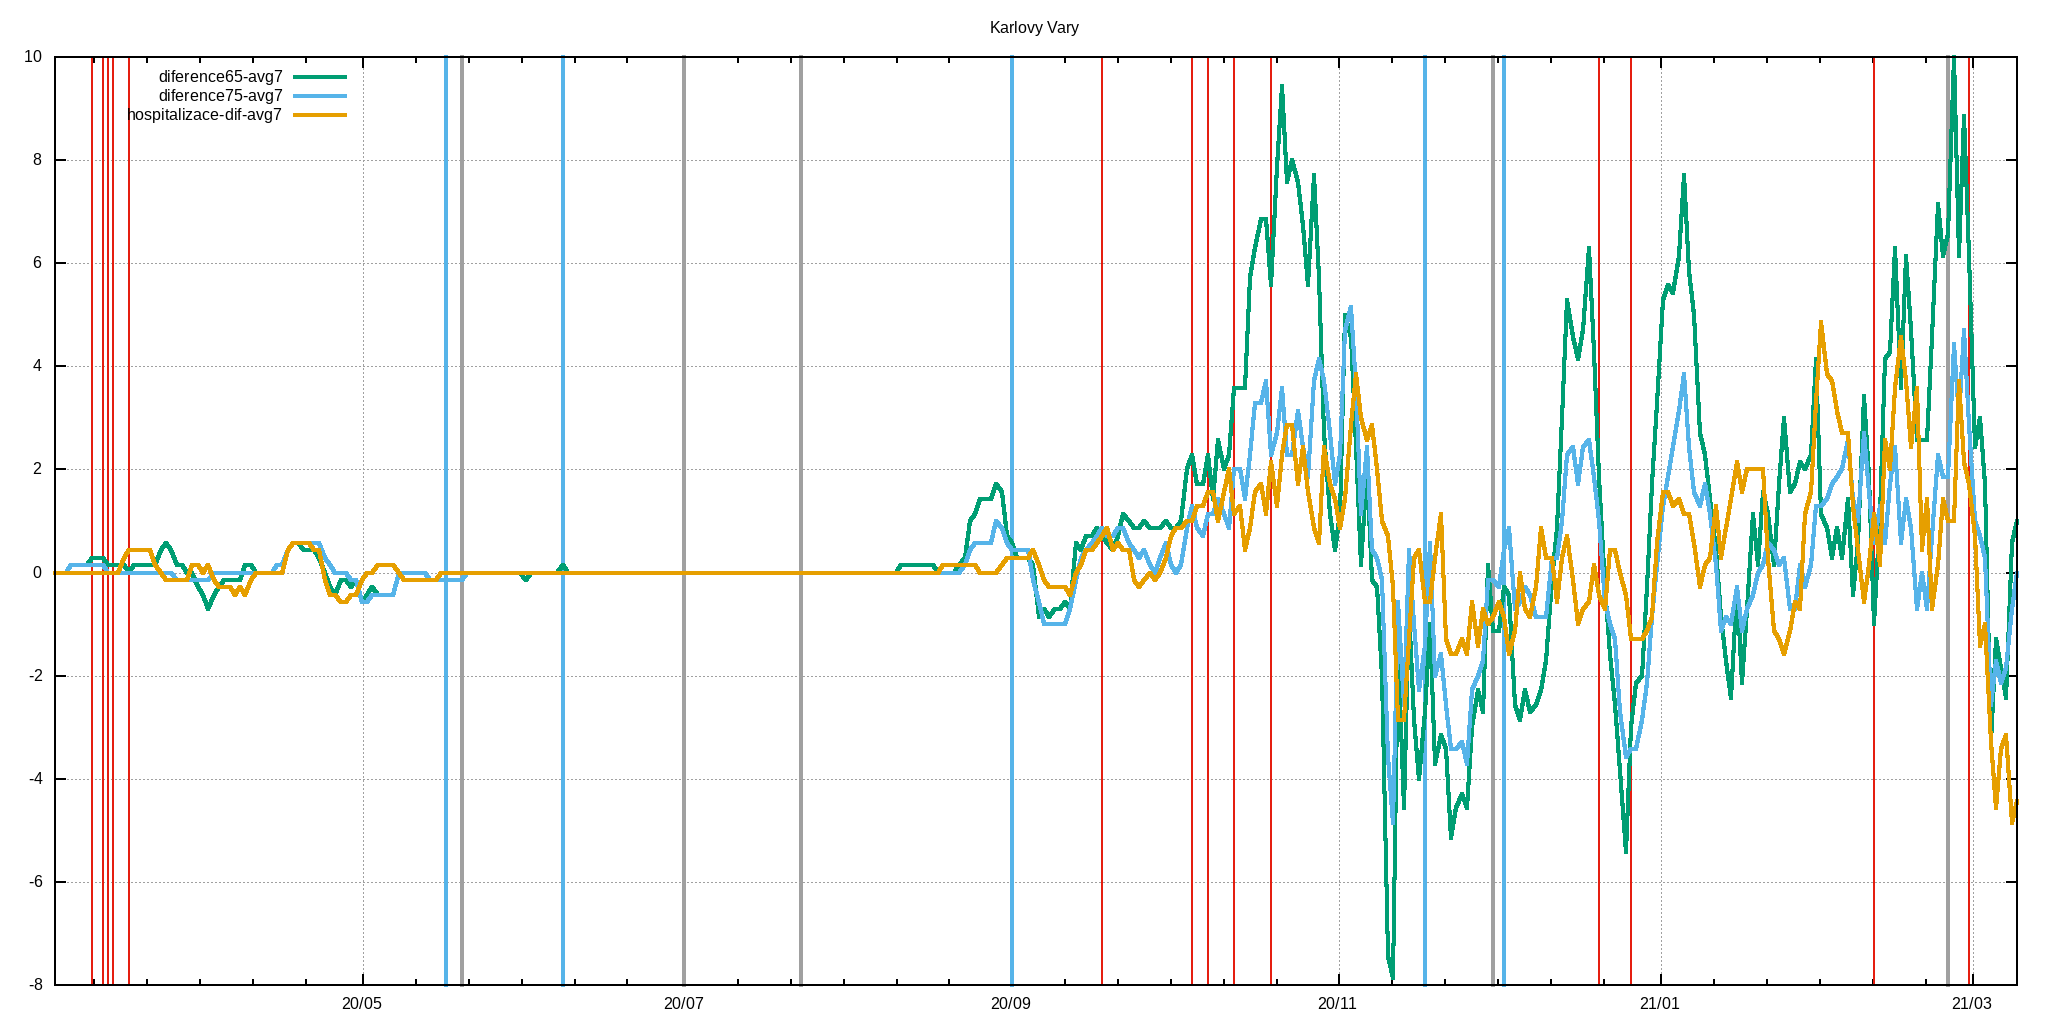 Karlovy Vary
diference65-avg7
diference75-avg7
hospitalizace-dif-avg7
10
8
6
4
2
0
-2
-4
-6
-8
20/05 20/07 20/09 20/11 21/01 21/03